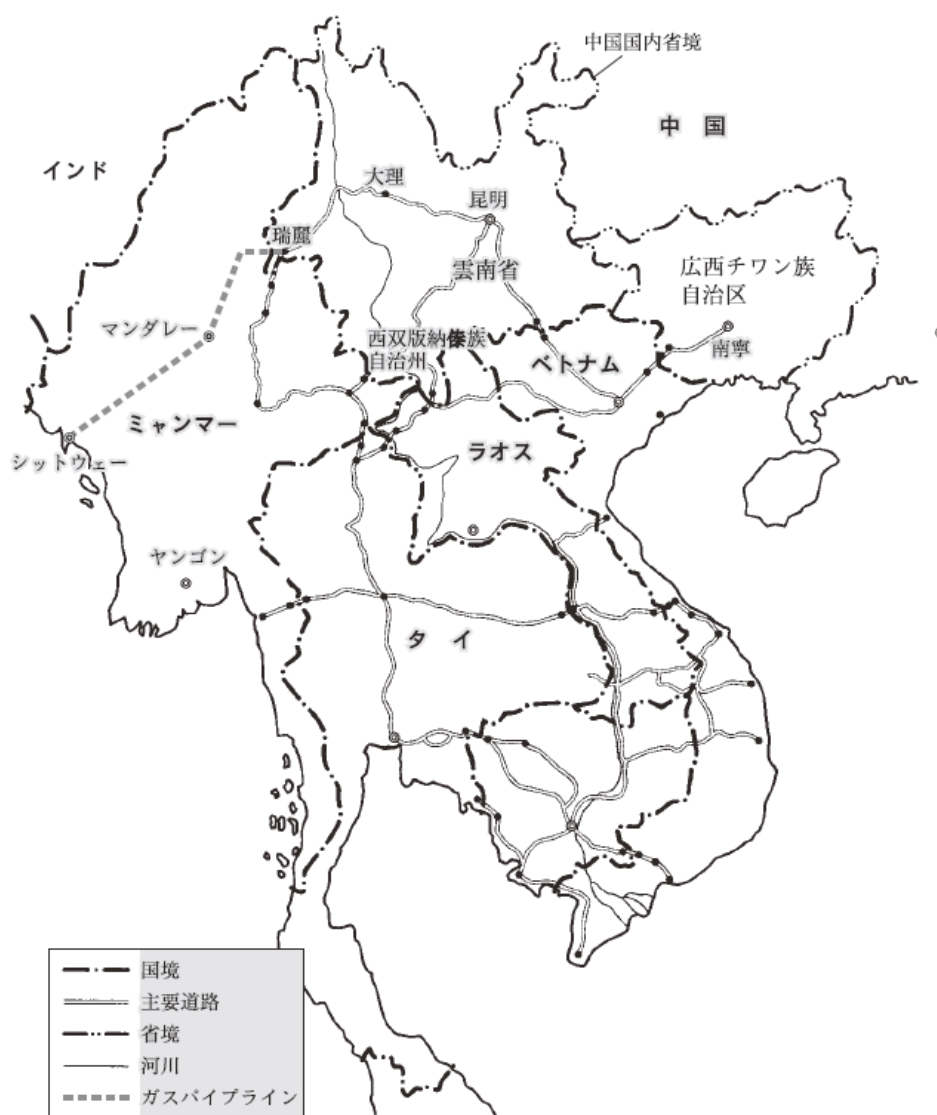 中国国内省境
中　国
インド
大理
昆明
瑞麗
雲南省
広西チワン族
自治区
マンダレー
西双版納傣族
自治州
ベトナム
南寧
ミャンマー
ラオス
シットウェー
ヤンゴン
タ　イ
国境
主要道路
省境
河川
ガスパイプライン